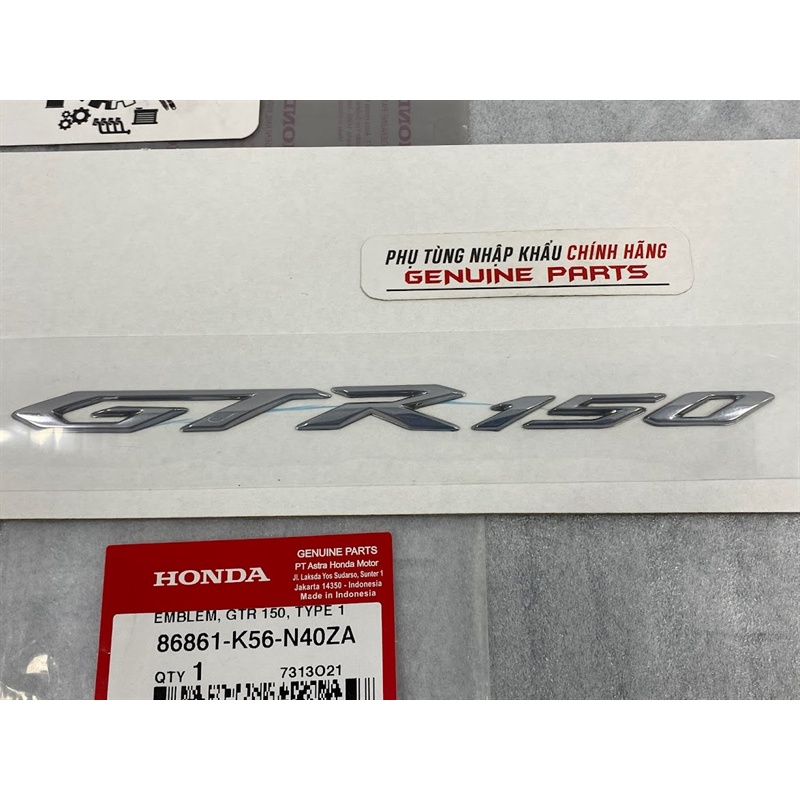 PHỤ TÙNG NHẬP KHẨU CHÍNH HÃNG
GENUINE PARTS
GTR150
HONDA
GENUINE PARTS
PT Astra Honda Motor
Jl. Laksda Yos Sudarso, Sunter 1
Jakarta 14350 - Indonesia
Made in Indonesia
EMBLEM, GTR 150, TYPE 1
86861-K56-N40ZA
QTY 1 7313O21